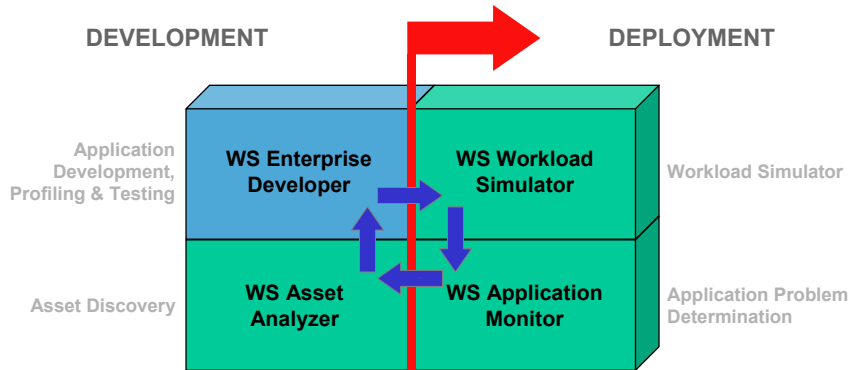 DEVELOPMENT
DEPLOYMENT
Application
Development,
Profiling & Testing
WS Enterprise
Developer
WS Workload
Simulator
Workload Simulator
Asset Discovery
WS Asset
Analyzer
WS Application
Monitor
Application Problem
Determination